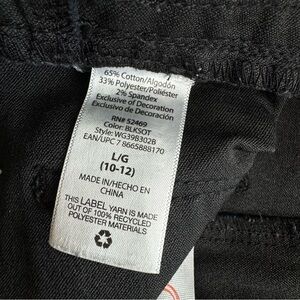 65% Cotton/Algodón
33% Polyester/Poliéster
2% Spandex
Exclusive of Decoration
Exclusivo de Decoración
RN# 52469
Color: BLKSOT
Style: WG39B302B
EAN/UPC 7 8665B88170
L/G
(10-12)
MADE IN/HECHO EN
CHINA
THIS LABEL YARN IS MADE
OUT OF 100% RECYCLED
POLYESTER MATERIALS